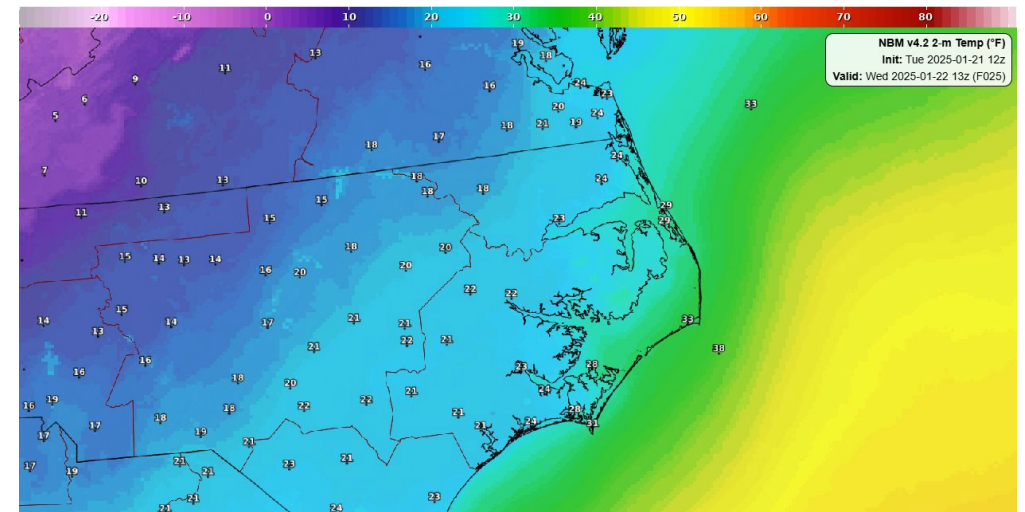 -20 -10 0 10 20 30 40 50 60 70 80
NBM v4.2 2-m Temp (°F)
Init: Tue 2025-01-21 12z
Valid: Wed 2025-01-22 13z (F025)
13 19 18
11 16
9 16 24 23
6 20 24 33
5 18 21 19
17
18 24
7 18
10 13 18 18 24
11 13 15 29
15 23 29
18 20
15 14 13 14 16 20 20
22 22
15
14 14 17 21 21 33
13 22 21
21 38
16 23 28
16 18 20 24
19 21
16 18 22 22 28
18 21
17 24 31
17 19 21
21
21 23 21
17 19 21
21 23
21 24